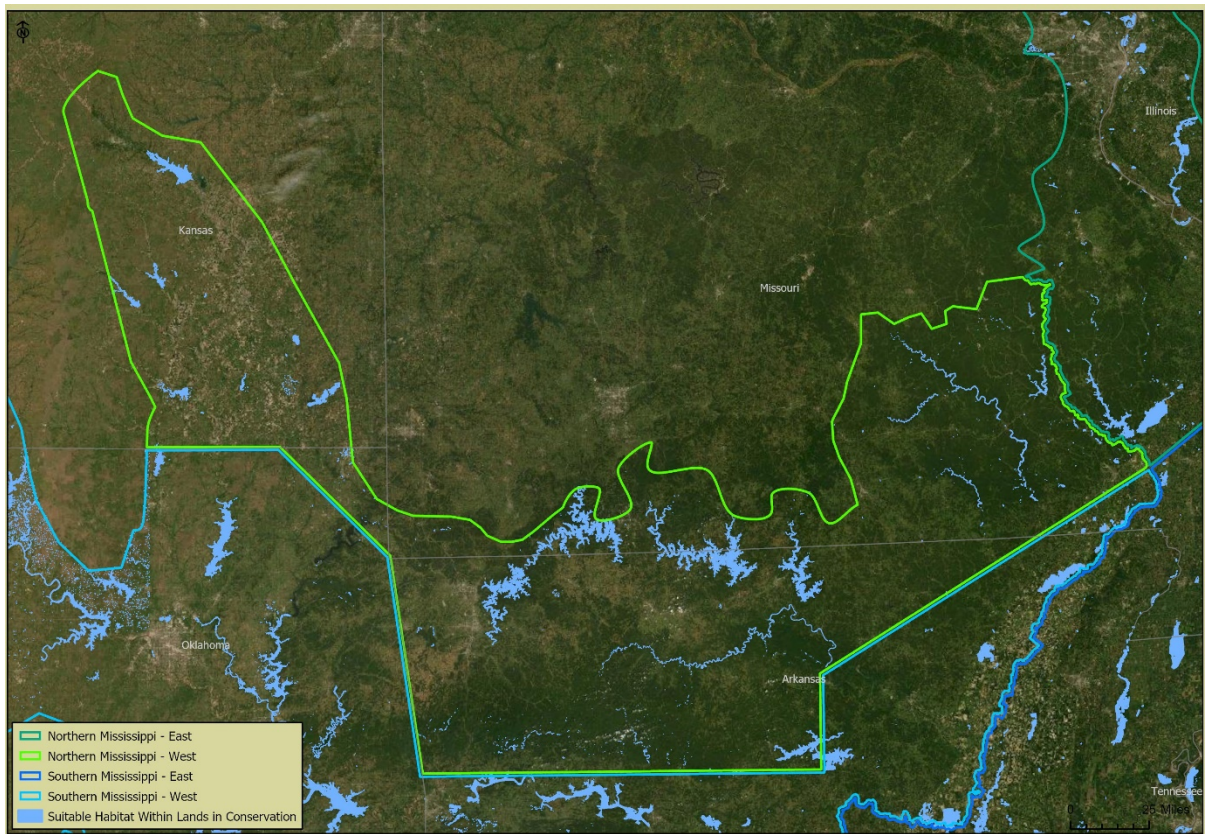 N
Illinois
Kansas
Missouri
Oklahoma
Arkansas
Northern Mississippi - East
Northern Mississippi - West
Southern Mississippi - East
Southern Mississippi - West
Suitable Habitat Within Lands in Conservation
Tennessee
0 25 Miles